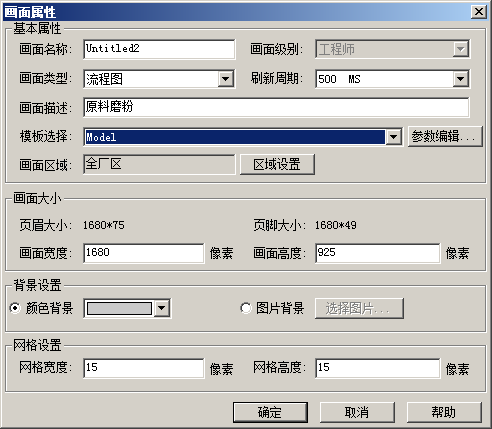 画面属性
基本属性
画面名称: Untitled2 画面级别: 工程师
画面类型: 流程图 刷新周期: 500 MS
画面描述: 原料磨粉
模板选择: Model 参数编辑...
画面区域: 全厂区 区域设置
画面大小
页眉大小: 1680*75 页脚大小: 1680*49
画面宽度: 1680 像素 画面高度: 925 像素
背景设置
颜色背景 图片背景 选择图片...
网格设置
网格宽度: 15 像素 网格高度: 15 像素
确定 取消 帮助